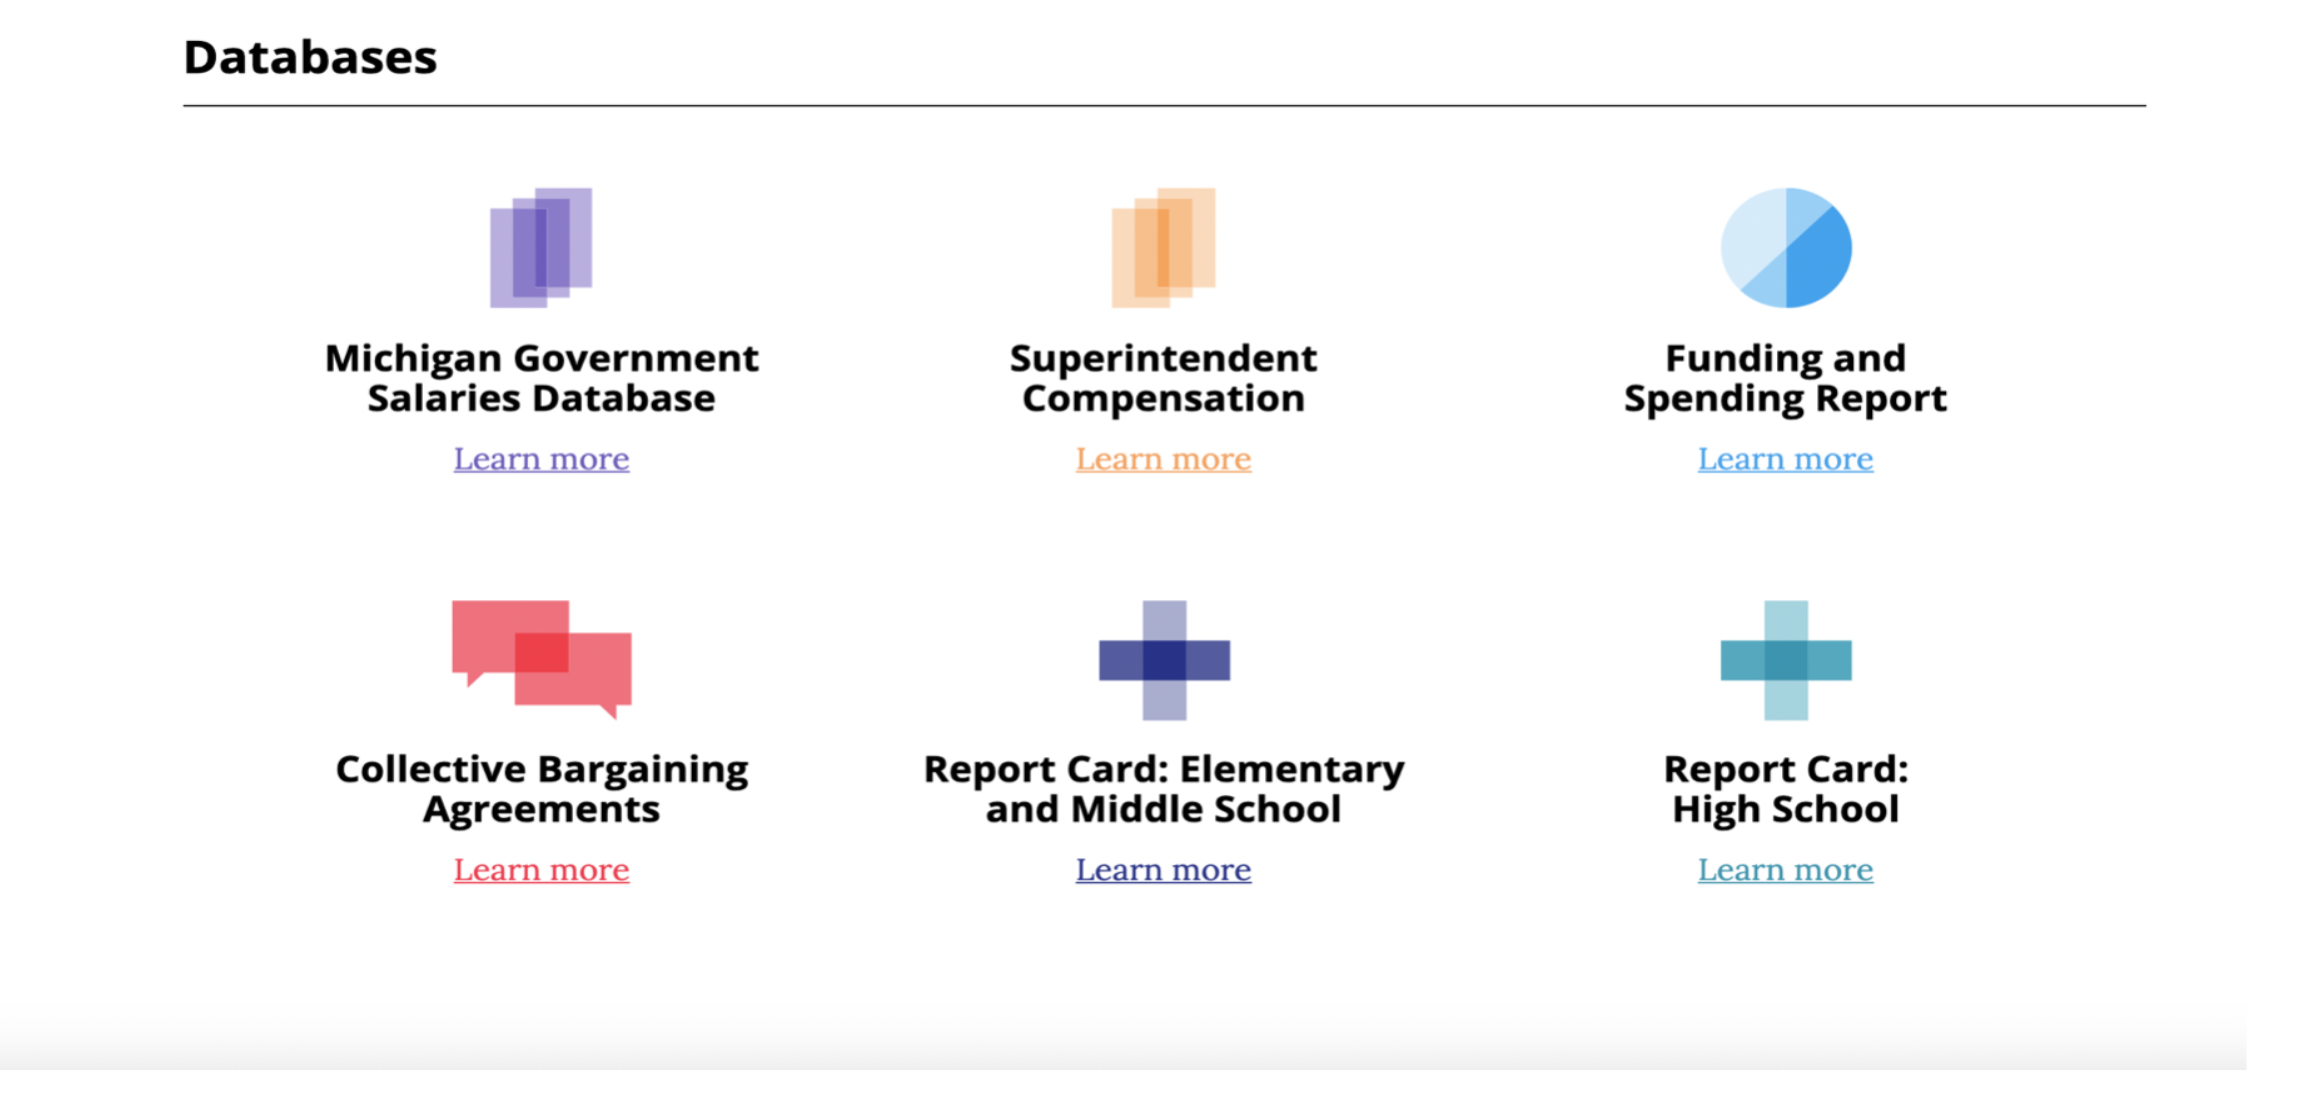 Databases
Michigan Government
Salaries Database
Learn more
Superintendent
Compensation
Learn more
Funding and
Spending Report
Learn more
Collective Bargaining
Agreements
Learn more
Report Card: Elementary
and Middle School
Learn more
Report Card:
High School
Learn more